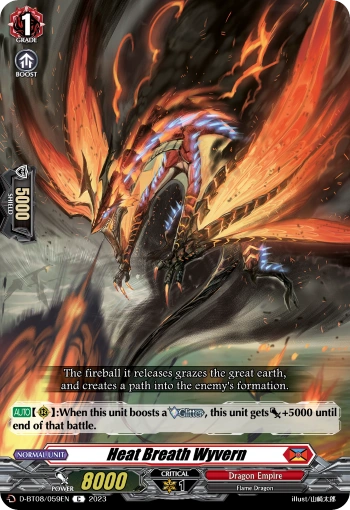 1
GRADE
BOOST
5000
SHIELD
The fireball it releases grazes the great earth,
and creates a path into the enemy's formation.
AUTO【 】:When this unit boosts a , this unit gets +5000 until
end of that battle.
NORMAL UNIT
Heat Breath Wyvern
POWER 8000
CRITICAL
1
Dragon Empire
Flame Dragon
D-BT08/059EN C 2023
illust/山崎太郎